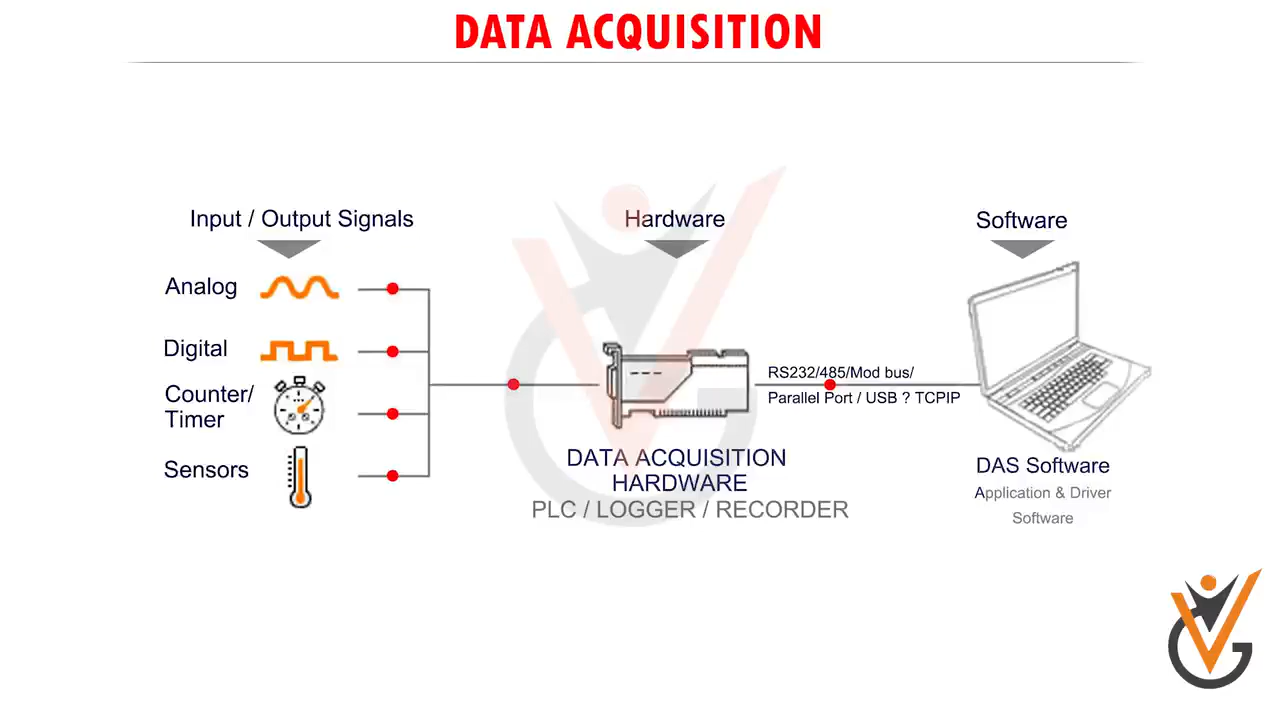 DATA ACQUISITION
Input / Output Signals
Hardware
Software
Analog
Digital
Counter/
Timer
Sensors
RS232/485/Mod bus/
Parallel Port / USB ? TCPIP
DATA ACQUISITION
HARDWARE
PLC / LOGGER / RECORDER
DAS Software
Application & Driver
Software